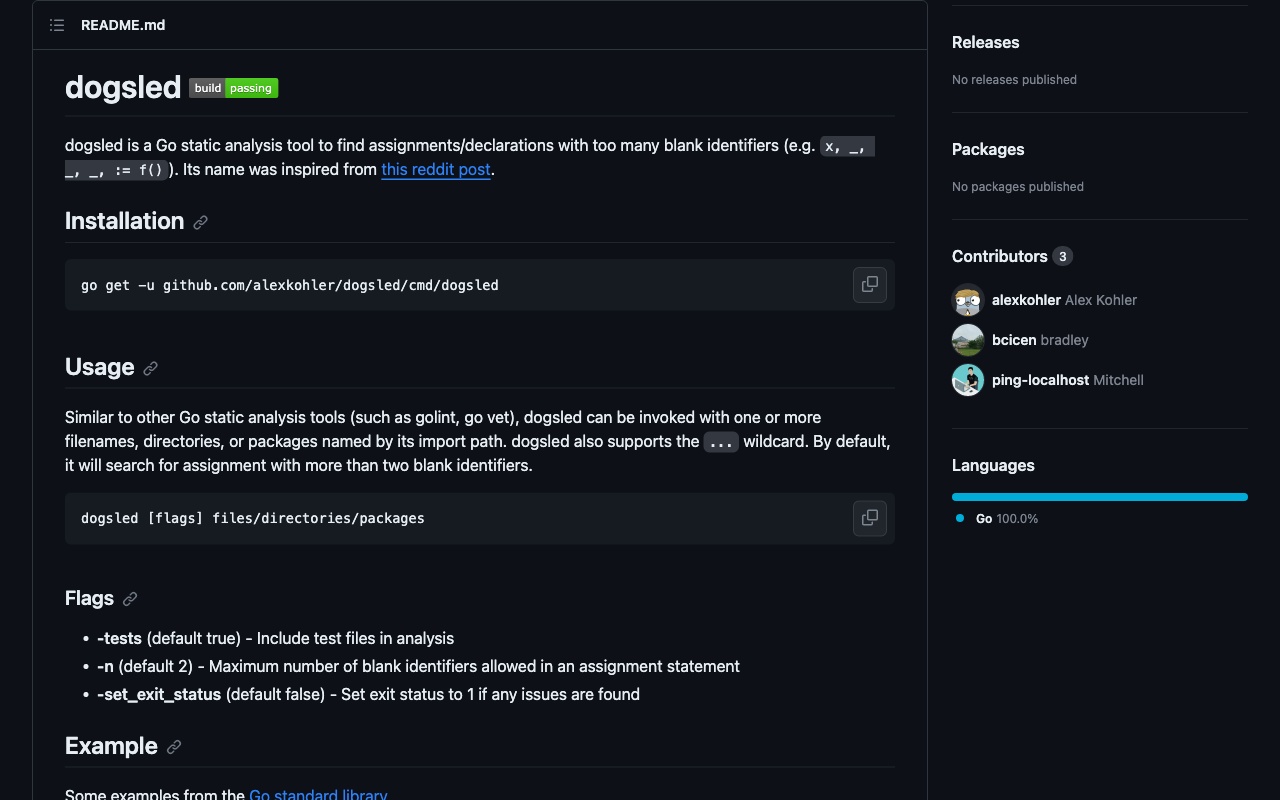 README.md
dogsled build passing
dogsled is a Go static analysis tool to find assignments/declarations with too many blank identifiers (e.g. x, _,
_, _, := f()). Its name was inspired from this reddit post.
Installation
go get -u github.com/alexkohler/dogsled/cmd/dogsled
Usage
Similar to other Go static analysis tools (such as golint, go vet), dogsled can be invoked with one or more
filenames, directories, or packages named by its import path. dogsled also supports the ... wildcard. By default,
it will search for assignment with more than two blank identifiers.
dogsled [flags] files/directories/packages
Flags
• -tests (default true) - Include test files in analysis
• -n (default 2) - Maximum number of blank identifiers allowed in an assignment statement
• -set_exit_status (default false) - Set exit status to 1 if any issues are found
Example
Some examples from the Go standard library
Releases
No releases published
Packages
No packages published
Contributors 3
alexkohler Alex Kohler
bcicen bradley
ping-localhost Mitchell
Languages
Go 100.0%